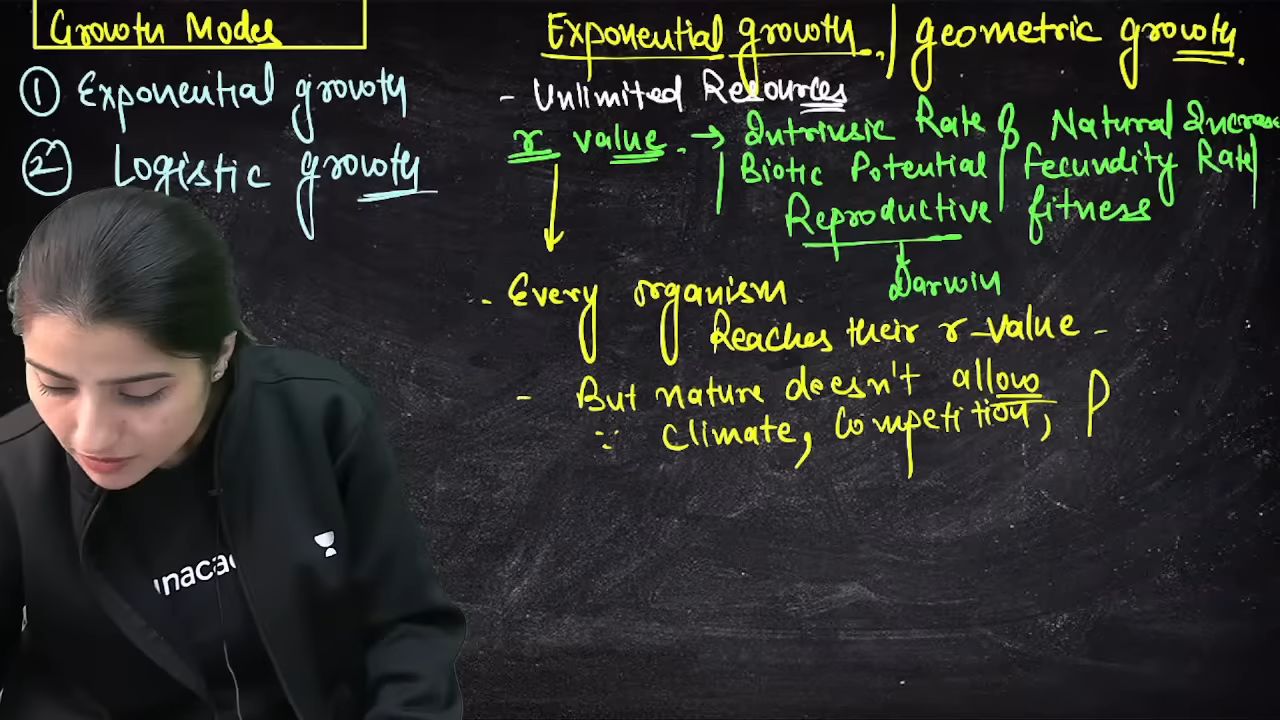 Growth Modes
① Exponential growth
② Logistic growth
Exponential growth / geometric growth.
- Unlimited Resources
r value. → Intrinsic Rate of Natural Increase
| Biotic Potential | Fecundity Rate |
Reproductive fitness
Darwin
- Every organism
Reaches their r-value -
- But nature doesn't allow
∵ climate, competition, P
unacad